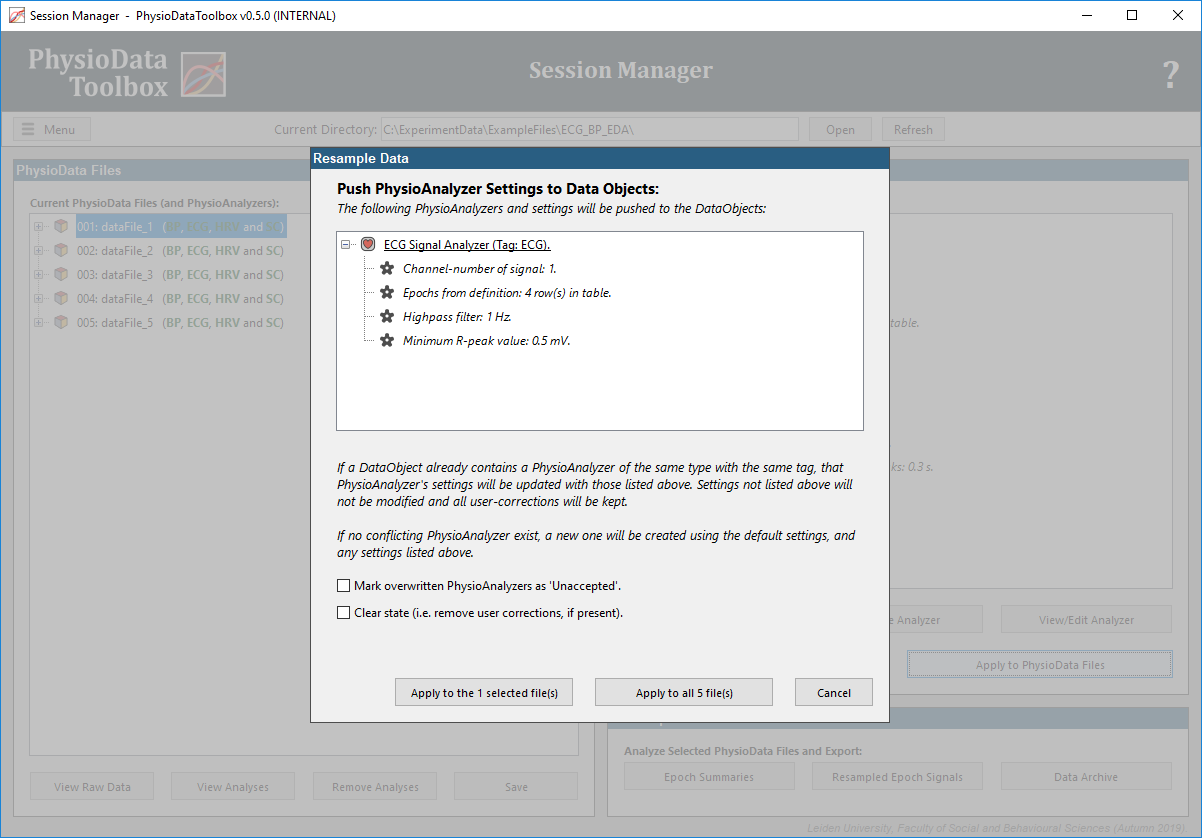 Session Manager - PhysioDataToolbox v0.5.0 (INTERNAL)
PhysioData
Toolbox
Session Manager
?
Menu
Current Directory:
C:\ExperimentData\ExampleFiles\ECG_BP_EDA\
Open
Refresh
PhysioData Files
Current PhysioData Files (and PhysioAnalyzers):
001: dataFile_1 (BP, ECG, HRV and SC)
002: dataFile_2 (BP, ECG, HRV and SC)
003: dataFile_3 (BP, ECG, HRV and SC)
004: dataFile_4 (BP, ECG, HRV and SC)
005: dataFile_5 (BP, ECG, HRV and SC)
View Raw Data
View Analyses
Remove Analyses
Save
Resample Data
Push PhysioAnalyzer Settings to Data Objects:
The following PhysioAnalyzers and settings will be pushed to the DataObjects:
ECG Signal Analyzer (Tag: ECG).
Channel-number of signal: 1.
Epochs from definition: 4 row(s) in table.
Highpass filter: 1 Hz.
Minimum R-peak value: 0.5 mV.
If a DataObject already contains a PhysioAnalyzer of the same type with the same tag, that
PhysioAnalyzer's settings will be updated with those listed above. Settings not listed above will
not be modified and all user-corrections will be kept.
If no conflicting PhysioAnalyzer exist, a new one will be created using the default settings, and
any settings listed above.
Mark overwritten PhysioAnalyzers as 'Unaccepted'.
Clear state (i.e. remove user corrections, if present).
Apply to the 1 selected file(s)
Apply to all 5 file(s)
Cancel
table.
ks: 0.3 s.
e Analyzer
View/Edit Analyzer
Apply to PhysioData Files
Analyze Selected PhysioData Files and Export:
Epoch Summaries
Resampled Epoch Signals
Data Archive
Leiden University, Faculty of Social and Behavioural Sciences (Autumn 2019).